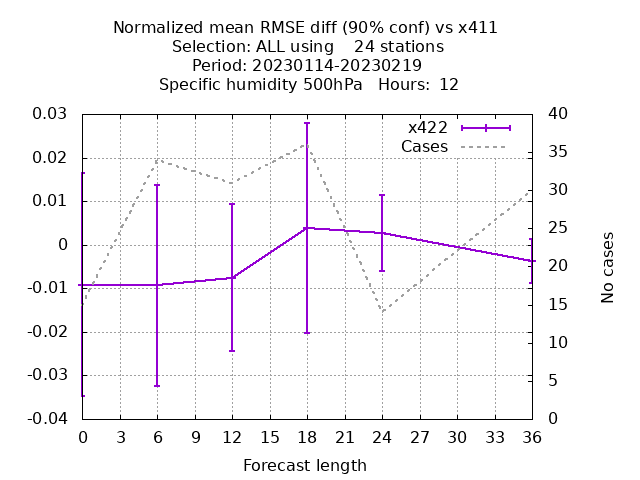 Normalized mean RMSE diff (90% conf) vs x411
Selection: ALL using    24 stations
Period: 20230114-20230219
Specific humidity 500hPa   Hours:  12
x422
Cases
0.03
0.02
0.01
0
-0.01
-0.02
-0.03
-0.04
40
35
30
25
20
15
10
5
0
No cases
0 3 6 9 12 15 18 21 24 27 30 33 36
Forecast length